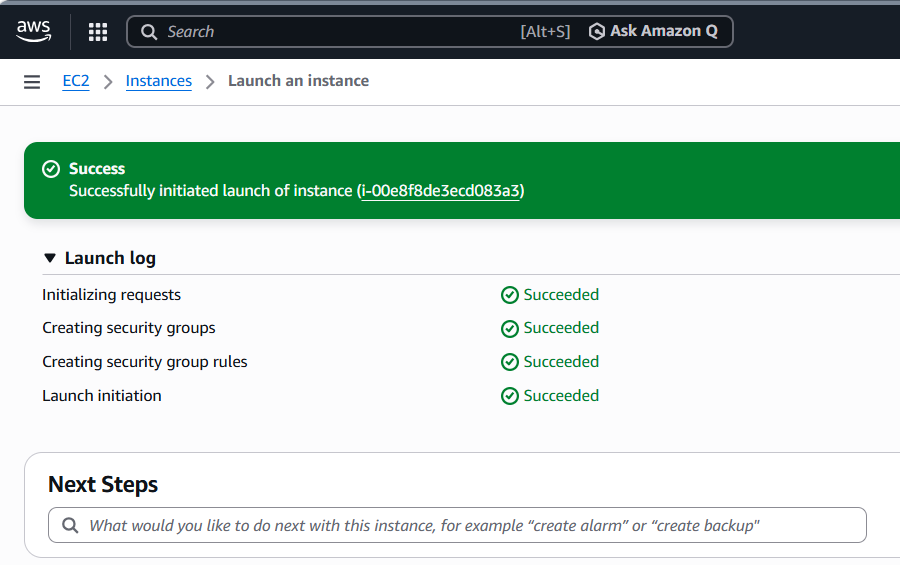 aws
Search [Alt+S] Ask Amazon Q
EC2 Instances Launch an instance
Success
Successfully initiated launch of instance (i-00e8f8de3ecd083a3)
Launch log
Initializing requests Succeeded
Creating security groups Succeeded
Creating security group rules Succeeded
Launch initiation Succeeded
Next Steps
What would you like to do next with this instance, for example “create alarm” or “create backup"